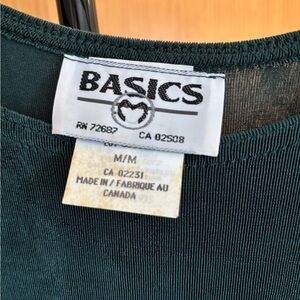 BASICS
RN 72687 CA 02508
M/M
CA 02231
MADE IN / FABRIQUE AU
CANADA